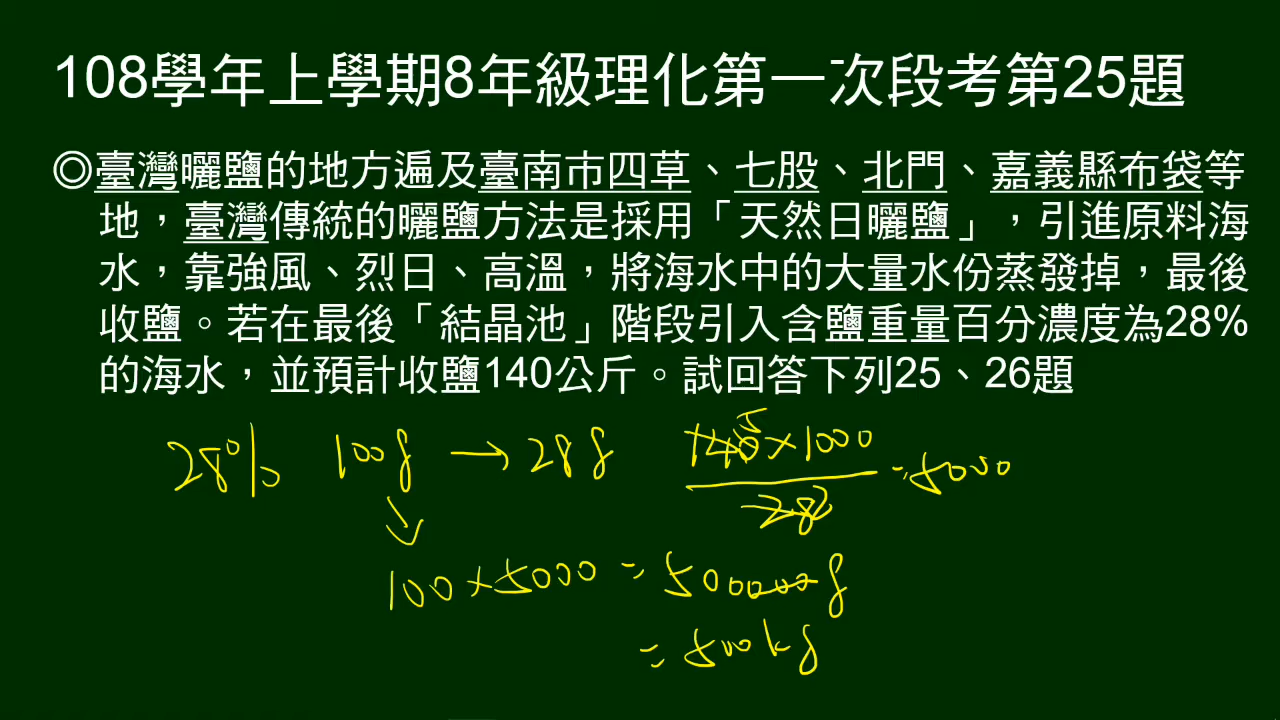 108學年上學期8年級理化第一次段考第25題
◎臺灣曬鹽的地方遍及臺南市四草、七股、北門、嘉義縣布袋等
地，臺灣傳統的曬鹽方法是採用「天然日曬鹽」，引進原料海
水，靠強風、烈日、高溫，將海水中的大量水份蒸發掉，最後
收鹽。若在最後「結晶池」階段引入含鹽重量百分濃度為28%
的海水，並預計收鹽140公斤。試回答下列25、26題
28% 100g → 28g 140×1000 / 28 = 5000
5
100×5000 = 500000g
= 500kg